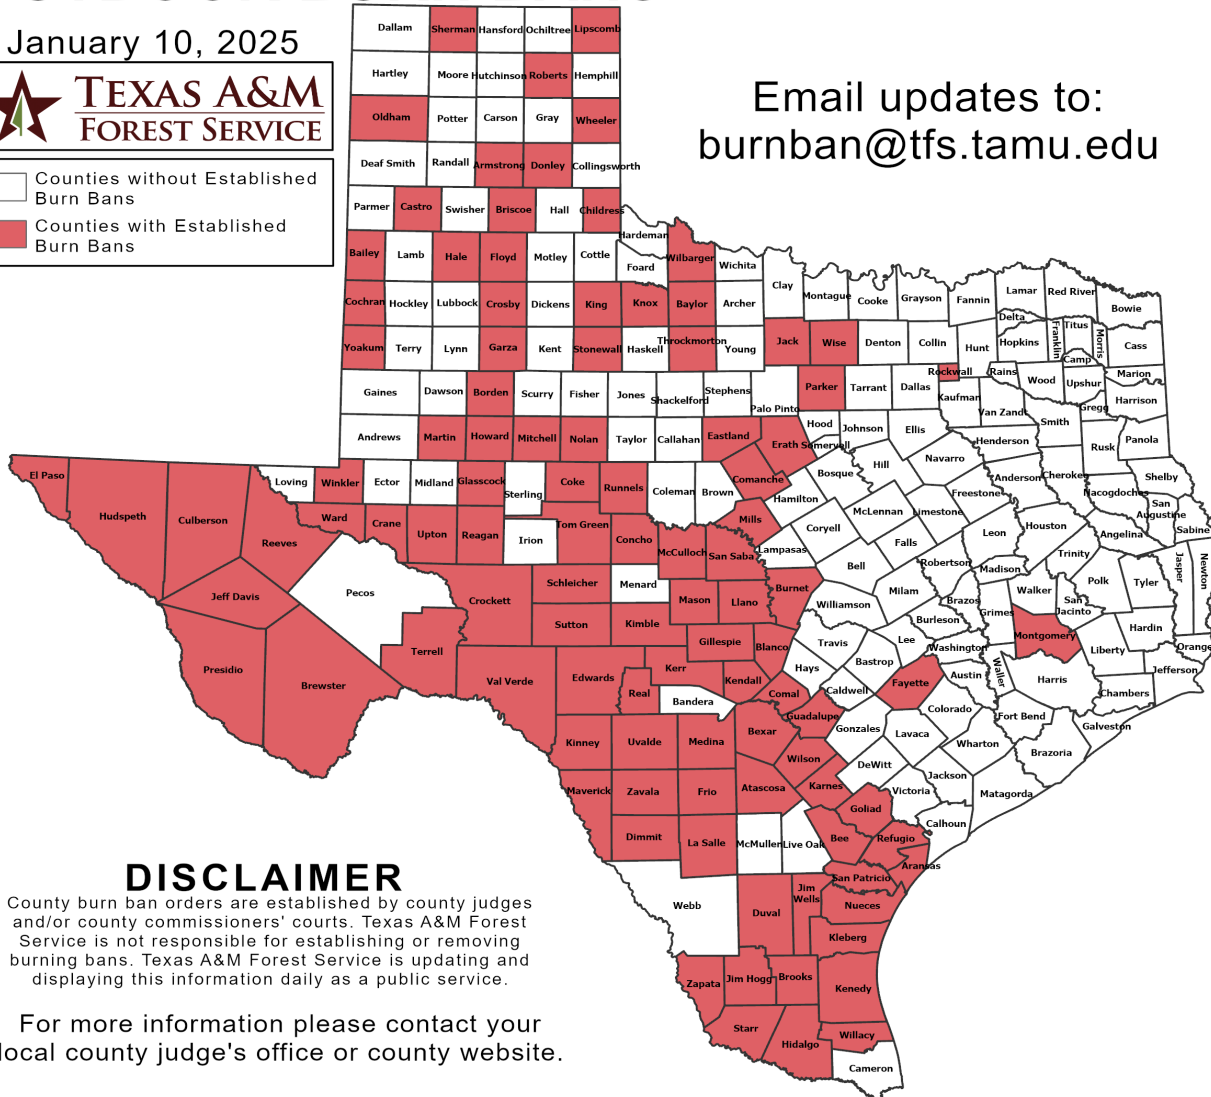 January 10, 2025
TEXAS A&M
FOREST SERVICE
Counties without Established
Burn Bans
Counties with Established
Burn Bans
Email updates to:
burnban@tfs.tamu.edu
Dallam Sherman Hansford Ochiltree Lipscomb
Hartley Moore Hutchinson Roberts Hemphill
Oldham Potter Carson Gray Wheeler
Deaf Smith Randall Armstrong Donley Collingsworth
Parmer Castro Swisher Briscoe Hall Childress
Hardeman
Bailey Lamb Hale Floyd Motley Cottle Foard Wilbarger Wichita
Clay Montague Cooke Grayson Fannin Lamar Red River Bowie
Cochran Hockley Lubbock Crosby Dickens King Knox Baylor Archer
Delta Franklin Titus Morris Cass
Yoakum Terry Lynn Garza Kent Stonewall Haskell Throckmorton Young Jack Wise Denton Collin Hunt Hopkins
Camp Marion
Rockwall Rains Wood Upshur Harrison
Gaines Dawson Borden Scurry Fisher Jones Shackelford Stephens Palo Pinto Parker Tarrant Dallas Kaufman Van Zandt Gregg
Smith
Andrews Martin Howard Mitchell Nolan Taylor Callahan Eastland Erath Hood Somervell Johnson Ellis Henderson Rusk Panola
Loving Winkler Ector Midland Glasscock Sterling Coke Runnels Coleman Brown Comanche Bosque Hill Navarro Anderson Cherokee Shelby
El Paso Hudspeth Culberson Reeves Ward Crane Upton Reagan Irion Tom Green Concho McCulloch San Saba Mills Hamilton Coryell McLennan Limestone Freestone Leon Houston Nacogdoches San
Augustine
Sabine
Angelina
Lampasas Bell Falls Robertson Madison Trinity
Jasper
Newton
Jeff Davis Pecos Crockett Schleicher Menard Mason Llano Burnet Williamson Milam Brazos Grimes Walker San
Jacinto
Polk Tyler
Sutton Kimble Gillespie Blanco Travis Lee Burleson Washington Montgomery Liberty Hardin Orange
Presidio Brewster Terrell Val Verde Edwards Real Kerr Kendall Hays Bastrop Fayette Austin Waller Harris Jefferson
Bandera Comal Caldwell Colorado Fort Bend Chambers
Guadalupe Gonzales Lavaca Wharton Brazoria Galveston
Kinney Uvalde Medina Bexar Wilson DeWitt Jackson Matagorda
Maverick Zavala Frio Atascosa Karnes Victoria Calhoun
Goliad
Dimmit La Salle McMullen Live Oak Bee Refugio
Aransas
San Patricio
Webb Duval Jim
Wells
Nueces
Kleberg
Zapata Jim Hogg Brooks Kenedy
Starr Hidalgo Willacy
Cameron
DISCLAIMER
County burn ban orders are established by county judges
and/or county commissioners' courts. Texas A&M Forest
Service is not responsible for establishing or removing
burning bans. Texas A&M Forest Service is updating and
displaying this information daily as a public service.
For more information please contact your
local county judge's office or county website.